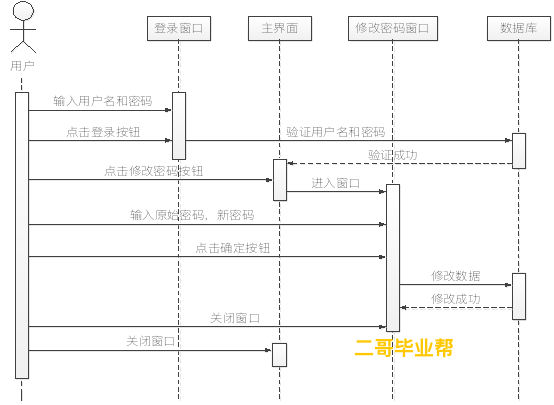 登录窗口
主界面
修改密码窗口
数据库
用户
输入用户名和密码
点击登录按钮
验证用户名和密码
验证成功
点击修改密码按钮
进入窗口
输入原始密码，新密码
点击确定按钮
修改数据
修改成功
关闭窗口
关闭窗口
二哥毕业帮